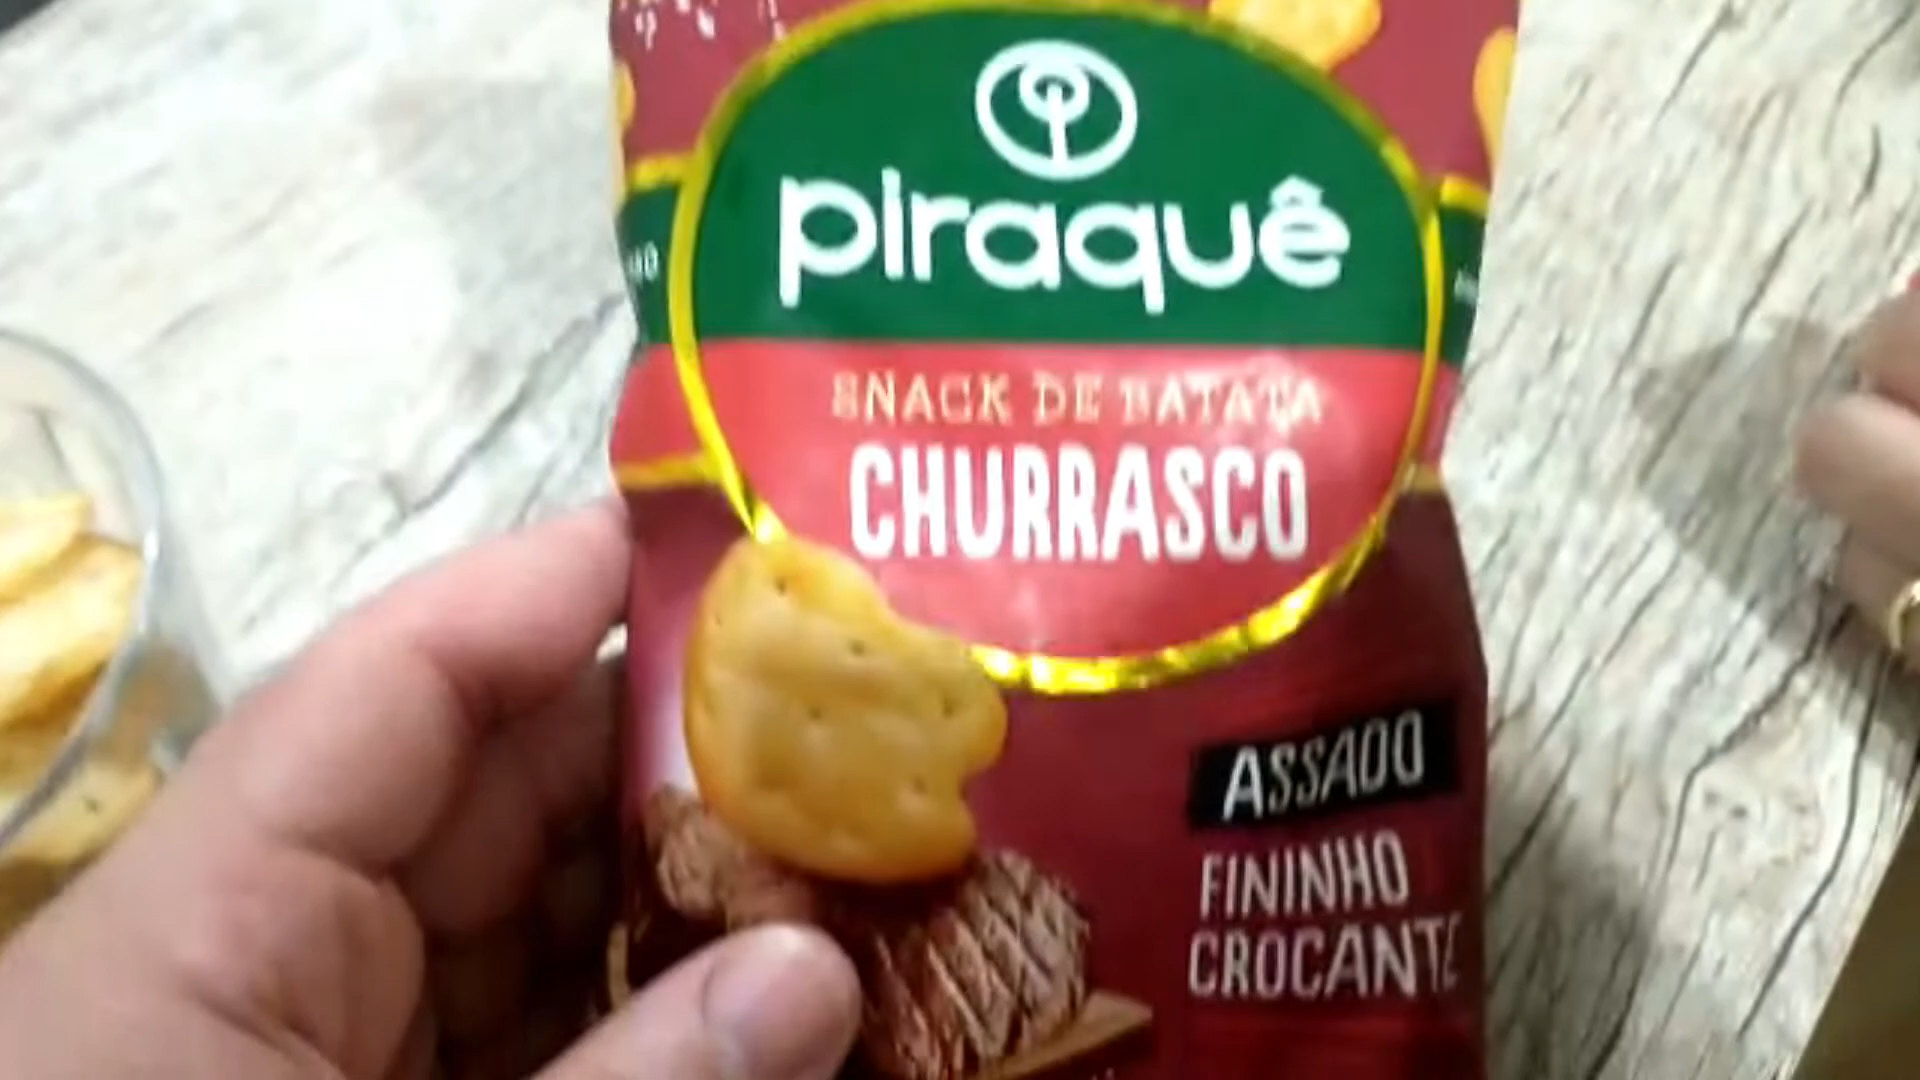 piraquê
SNACK DE BATATA
CHURRASCO
ASSADO
FININHO
CROCANTE